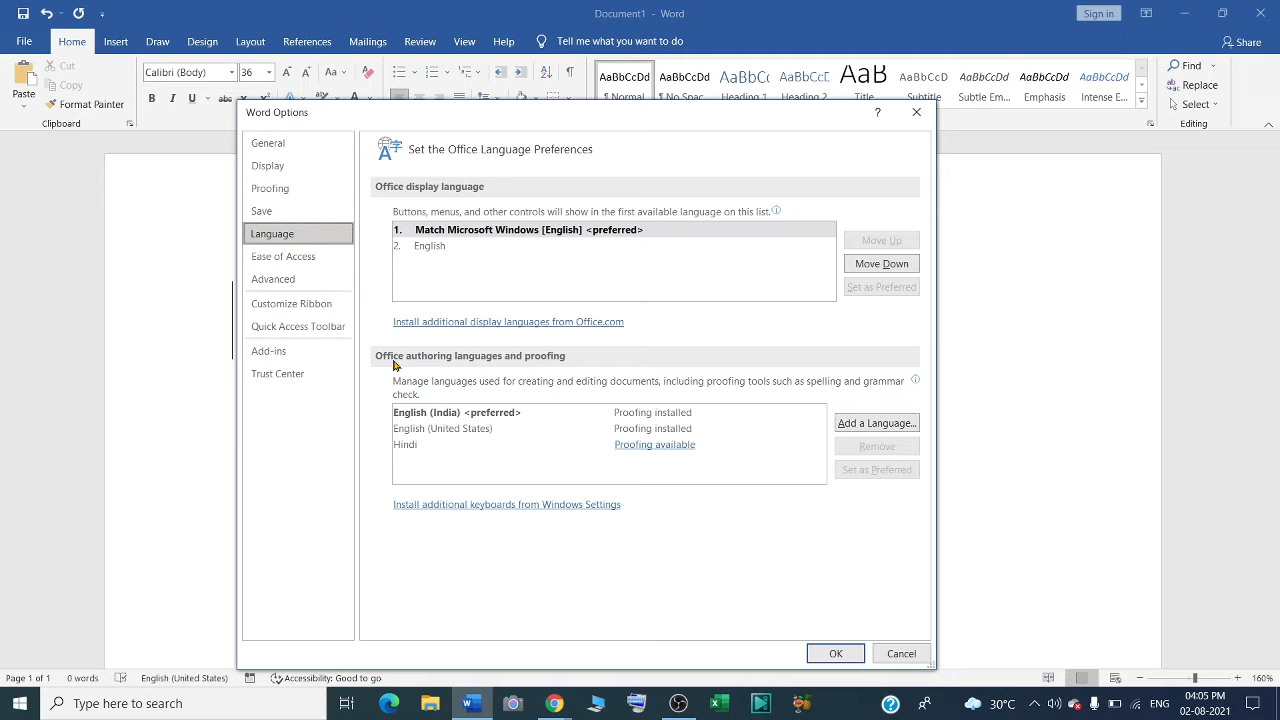 Document1 - Word
Sign in
File Home Insert Draw Design Layout References Mailings Review View Help Tell me what you want to do Share
Paste
Cut
Copy
Format Painter
Clipboard
Calibri (Body) 36
AaBbCcDd AaBbCcDd AaBbCc AaBbCcD AaB AaBbCcD AaBbCcDd AaBbCcDd AaBbCcDd
¶ Normal ¶ No Spac... Heading 1 Heading 2 Title Subtitle Subtle Em... Emphasis Intense E...
Find
Replace
Select
Editing
Word Options
General
Display
Proofing
Save
Language
Ease of Access
Advanced
Customize Ribbon
Quick Access Toolbar
Add-ins
Trust Center
Set the Office Language Preferences
Office display language
Buttons, menus, and other controls will show in the first available language on this list.
1. Match Microsoft Windows [English] <preferred>
2. English
Move Up
Move Down
Set as Preferred
Install additional display languages from Office.com
Office authoring languages and proofing
Manage languages used for creating and editing documents, including proofing tools such as spelling and grammar
check.
English (India) <preferred> Proofing installed
English (United States) Proofing installed
Hindi Proofing available
Add a Language...
Remove
Set as Preferred
Install additional keyboards from Windows Settings
OK Cancel
Page 1 of 1 0 words English (United States) Accessibility: Good to go 160%
Type here to search
30°C ENG
04:05 PM
02-08-2021